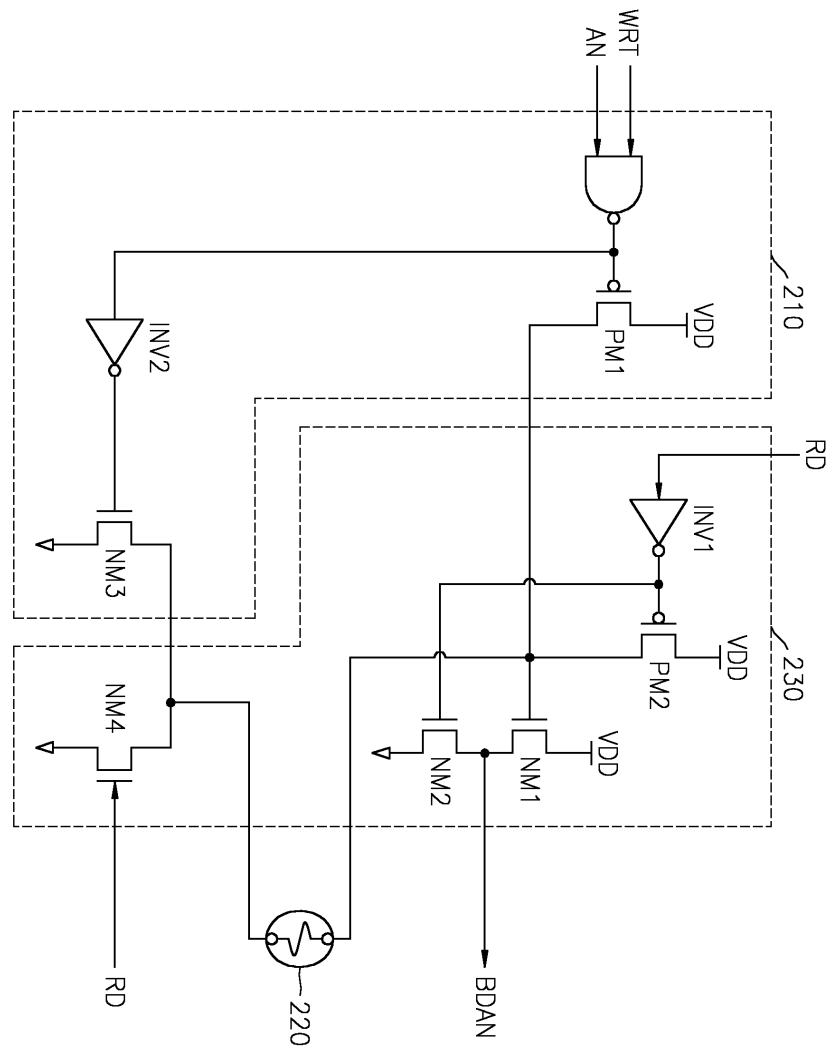 RD
210
230
VDD
VDD
INV1
PM2
WRT
PM1
VDD
AN
NM1
BDAN
NM2
220
INV2
NM3
NM4
RD